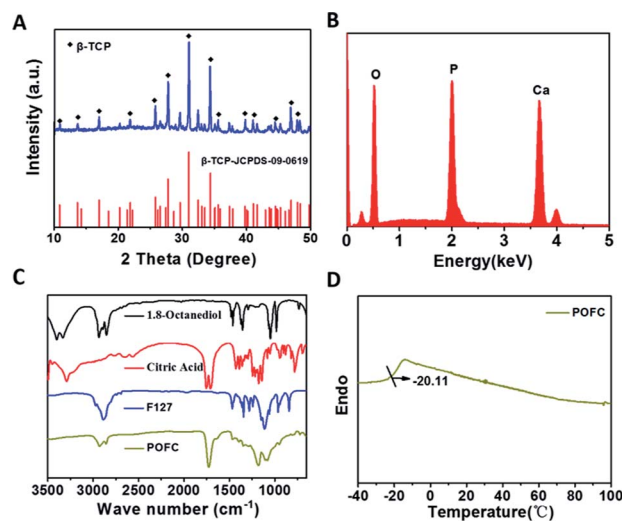 A
◆ β-TCP
Intensity (a.u.)
β-TCP-JCPDS-09-0619
10 20 30 40 50
2 Theta (Degree)
B
O
P
Ca
0 1 2 3 4 5
Energy(keV)
C
1.8-Octanediol
Citric Acid
F127
POFC
3500 3000 2500 2000 1500 1000
Wave number (cm⁻¹)
D
POFC
Endo
-20.11
-40 -20 0 20 40 60 80 100
Temperature(℃)